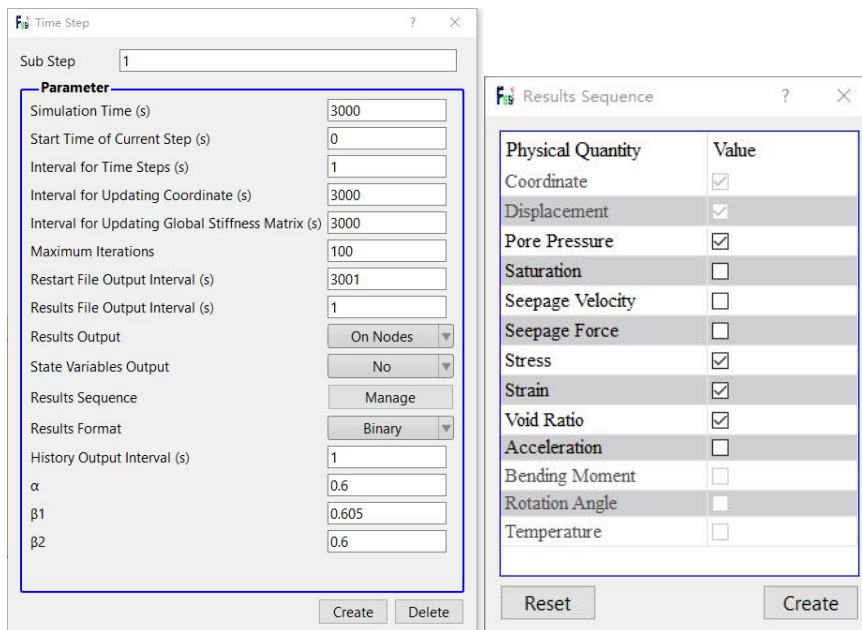 Time Step ? ×
Sub Step 1
Parameter
Simulation Time (s) 3000
Start Time of Current Step (s) 0
Interval for Time Steps (s) 1
Interval for Updating Coordinate (s) 3000
Interval for Updating Global Stiffness Matrix (s) 3000
Maximum Iterations 100
Restart File Output Interval (s) 3001
Results File Output Interval (s) 1
Results Output On Nodes
State Variables Output No
Results Sequence Manage
Results Format Binary
History Output Interval (s) 1
α 0.6
β1 0.605
β2 0.6
Create Delete
Results Sequence ? ×
Physical Quantity Value
Coordinate
Displacement
Pore Pressure
Saturation
Seepage Velocity
Seepage Force
Stress
Strain
Void Ratio
Acceleration
Bending Moment
Rotation Angle
Temperature
Reset Create